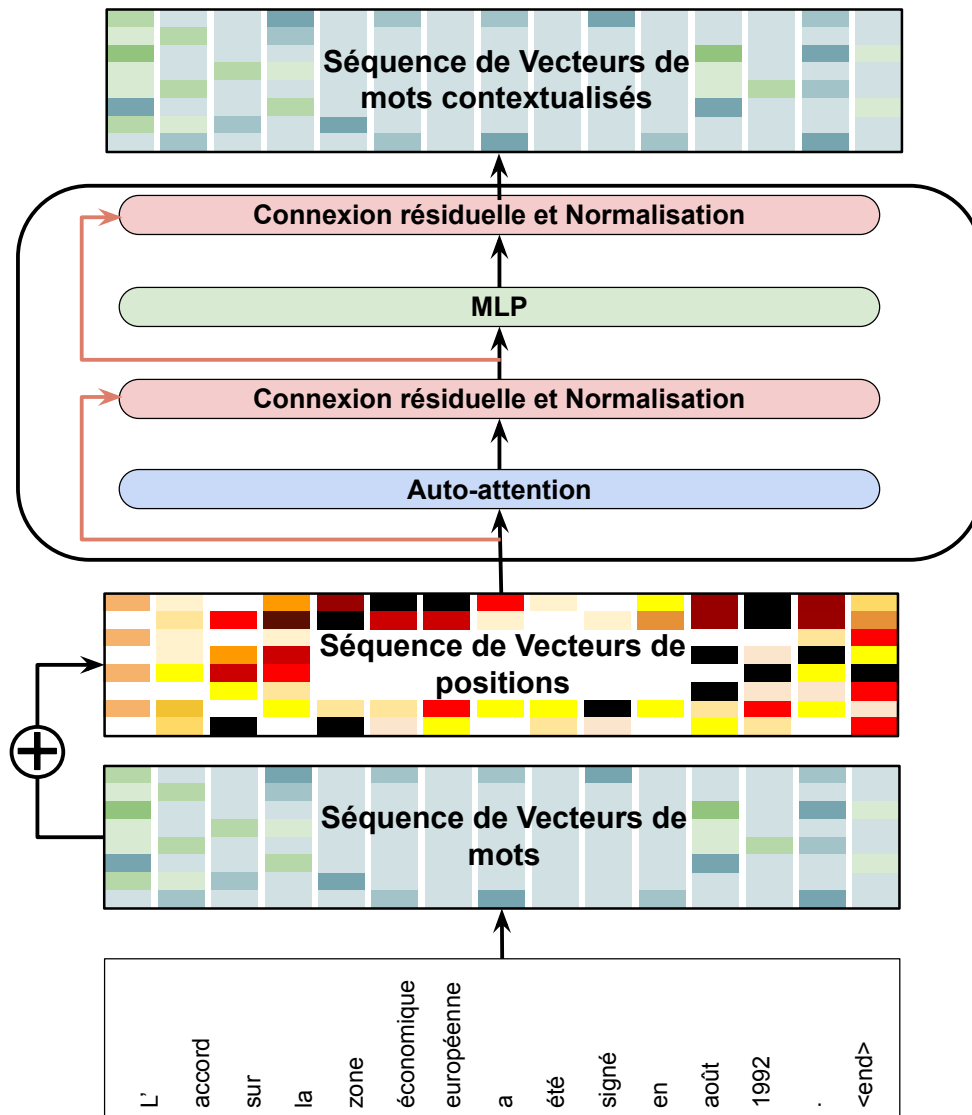 Séquence de Vecteurs de
mots contextualisés
Connexion résiduelle et Normalisation
MLP
Connexion résiduelle et Normalisation
Auto-attention
Séquence de Vecteurs de
positions
Séquence de Vecteurs de
mots
L’
accord
sur
la
zone
économique
européenne
a
été
signé
en
août
1992
.
<end>